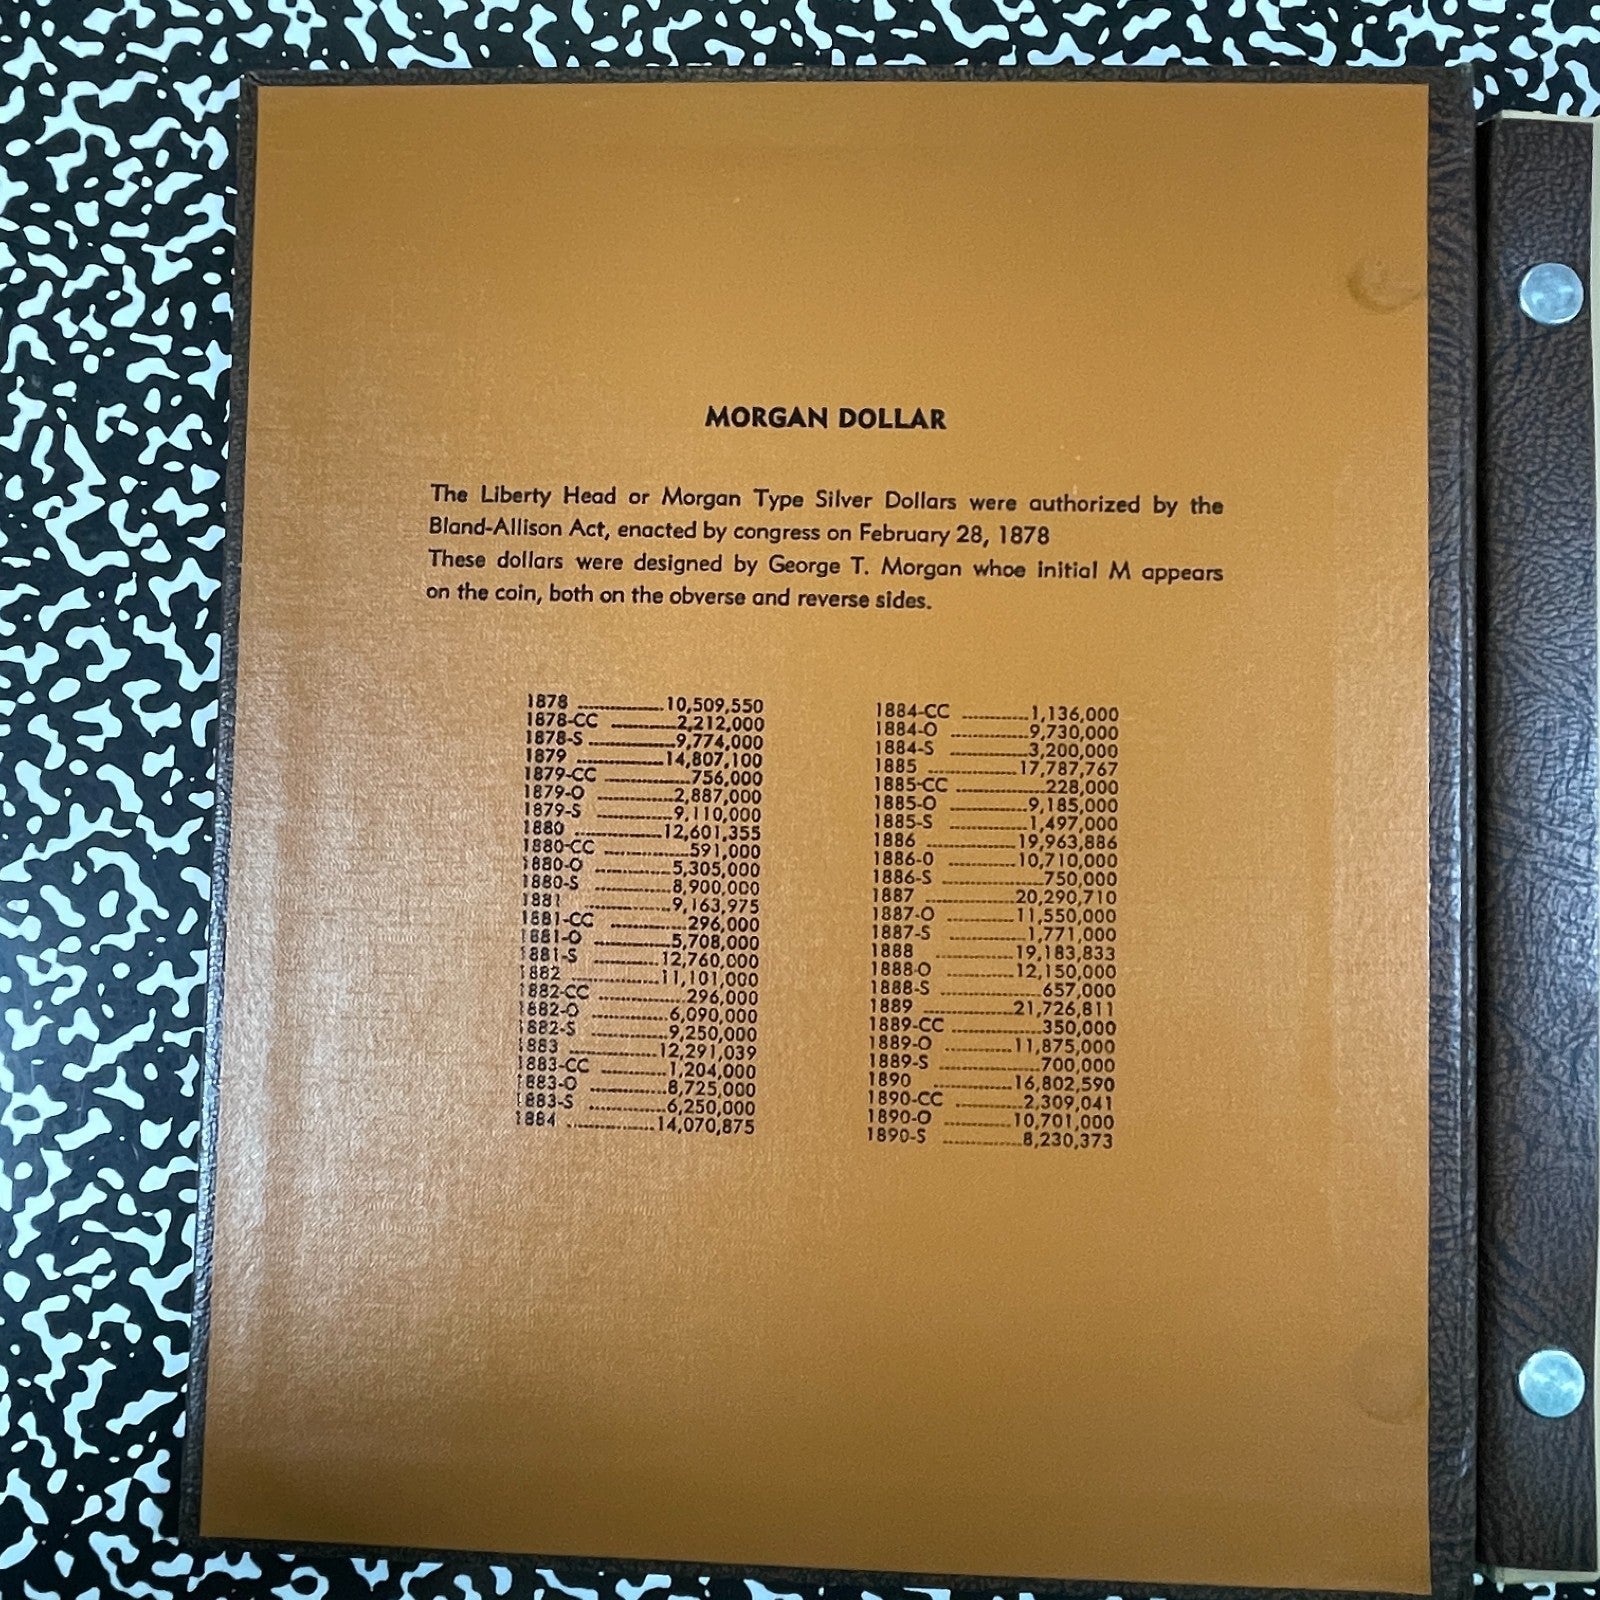 MORGAN DOLLAR
The Liberty Head or Morgan Type Silver Dollars were authorized by the
Bland-Allison Act, enacted by congress on February 28, 1878
These dollars were designed by George T. Morgan whoe initial M appears
on the coin, both on the obverse and reverse sides.
1878 ............ 10,509,550
1878-CC ............ 2,212,000
1878-S ............ 9,774,000
1879 ............ 14,807,100
1879-CC ............ 756,000
1879-O ............ 2,887,000
1879-S ............ 9,110,000
1880 ............ 12,601,355
1880-CC ............ 591,000
1880-O ............ 5,305,000
1880-S ............ 8,900,000
1881 ............ 9,163,975
1881-CC ............ 296,000
1881-O ............ 5,708,000
1881-S ............ 12,760,000
1882 ............ 11,101,000
1882-CC ............ 296,000
1882-O ............ 6,090,000
1882-S ............ 9,250,000
1883 ............ 12,291,039
1883-CC ............ 1,204,000
1883-O ............ 8,725,000
1883-S ............ 6,250,000
1884 ............ 14,070,875
1884-CC ............ 1,136,000
1884-O ............ 9,730,000
1884-S ............ 3,200,000
1885 ............ 17,787,767
1885-CC ............ 228,000
1885-O ............ 9,185,000
1885-S ............ 1,497,000
1886 ............ 19,963,886
1886-0 ............ 10,710,000
1886-S ............ 750,000
1887 ............ 20,290,710
1887-O ............ 11,550,000
1887-S ............ 1,771,000
1888 ............ 19,183,833
1888-O ............ 12,150,000
1888-S ............ 657,000
1889 ............ 21,726,811
1889-CC ............ 350,000
1889-O ............ 11,875,000
1889-S ............ 700,000
1890 ............ 16,802,590
1890-CC ............ 2,309,041
1890-O ............ 10,701,000
1890-S ............ 8,230,373